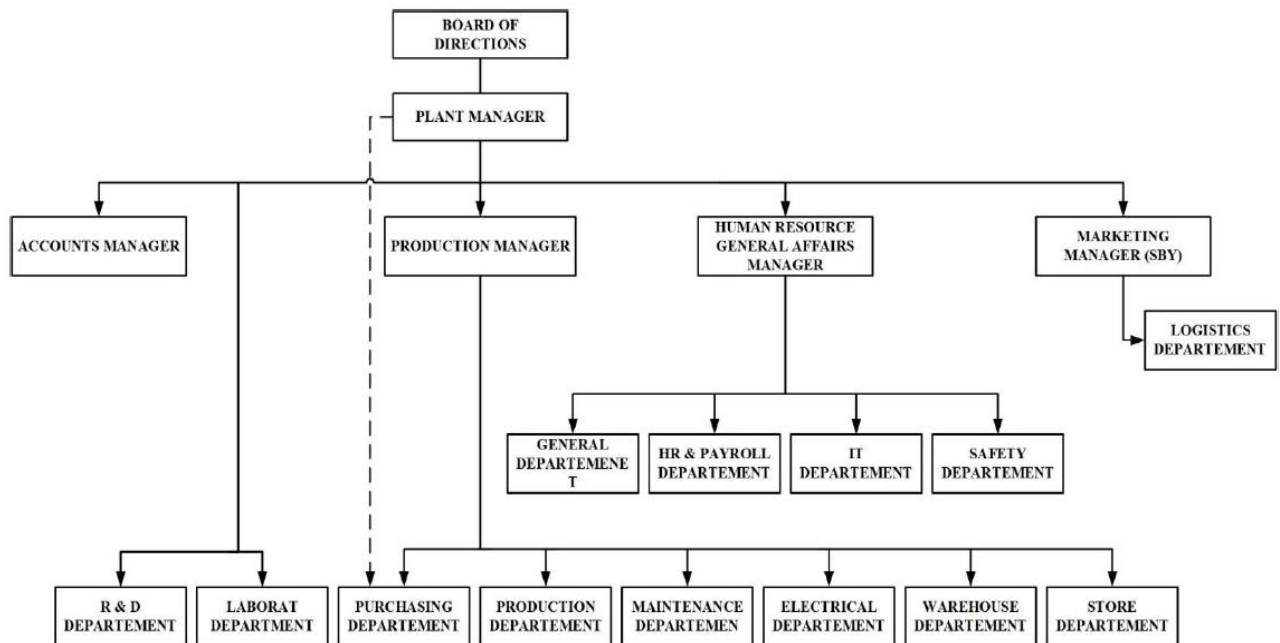 BOARD OF
DIRECTIONS
PLANT MANAGER
ACCOUNTS MANAGER
PRODUCTION MANAGER
HUMAN RESOURCE
GENERAL AFFAIRS
MANAGER
MARKETING
MANAGER (SBY)
LOGISTICS
DEPARTEMENT
GENERAL
DEPARTEMENE
T
HR & PAYROLL
DEPARTEMENT
IT
DEPARTEMENT
SAFETY
DEPARTEMENT
R & D
DEPARTEMENT
LABORAT
DEPARTMENT
PURCHASING
DEPARTEMENT
PRODUCTION
DEPARTEMENT
MAINTENANCE
DEPARTEMEN
ELECTRICAL
DEPARTEMENT
WAREHOUSE
DEPARTEMENT
STORE
DEPARTEMENT